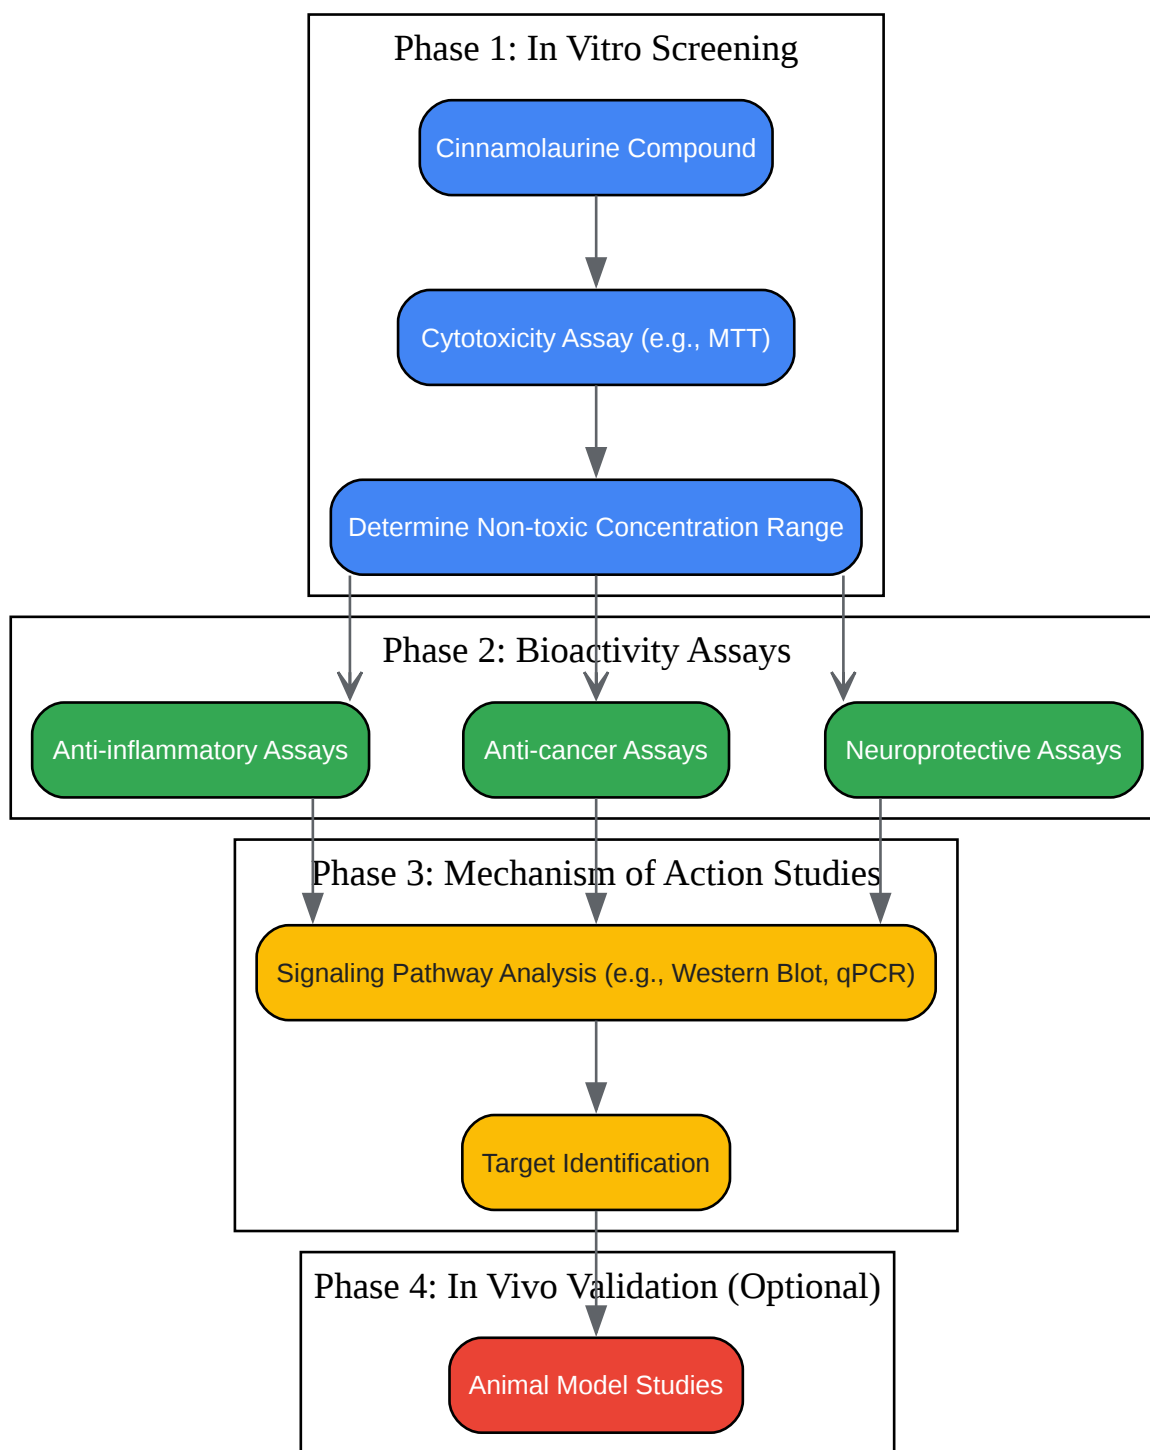 Phase 1: In Vitro Screening
Cinnamolaurine Compound
Cytotoxicity Assay (e.g., MTT)
Determine Non-toxic Concentration Range
Phase 2: Bioactivity Assays
Anti-inflammatory Assays
Anti-cancer Assays
Neuroprotective Assays
Phase 3: Mechanism of Action Studies
Signaling Pathway Analysis (e.g., Western Blot, qPCR)
Target Identification
Phase 4: In Vivo Validation (Optional)
Animal Model Studies